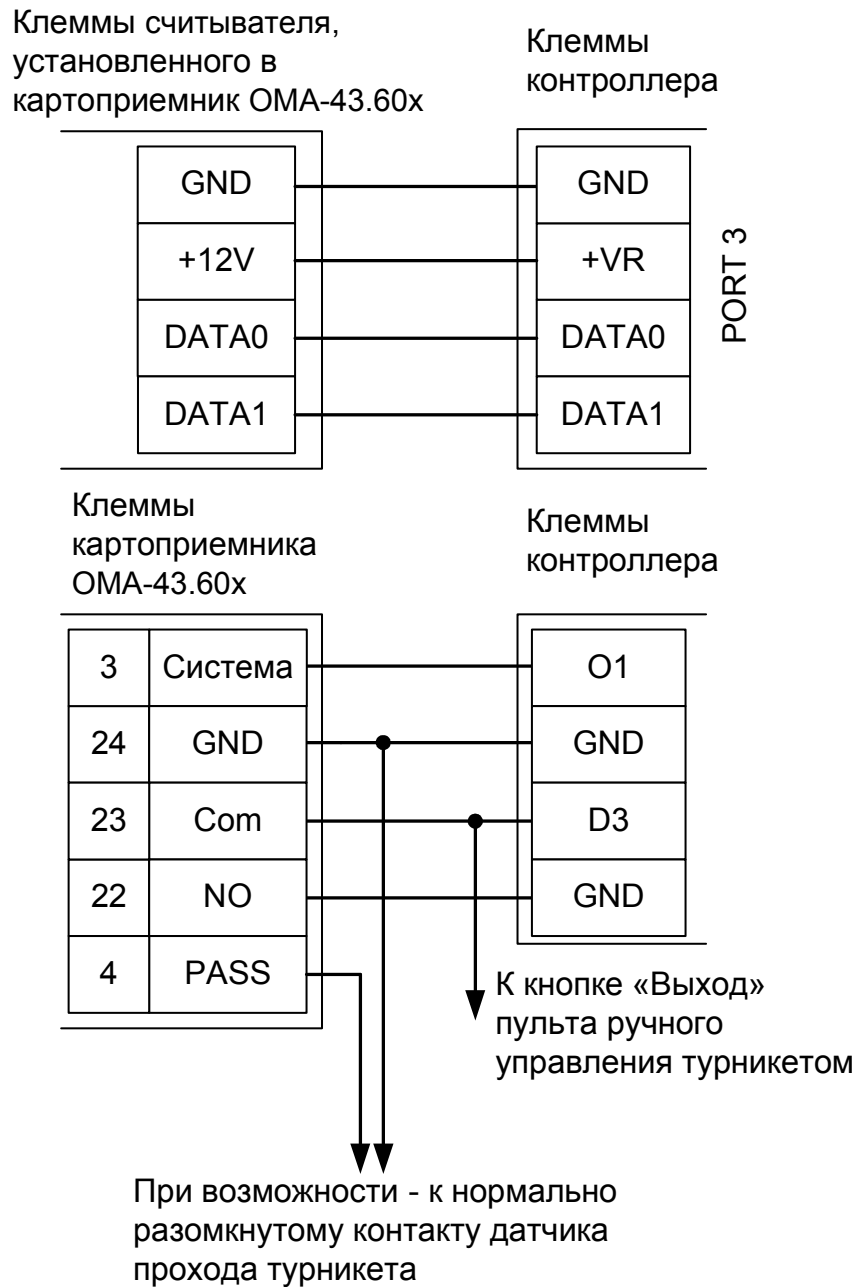 Клеммы считывателя,
установленного в
картоприемник ОМА-43.60х
Клеммы
контроллера
GND
GND
+12V
+VR
DATA0
DATA0
DATA1
DATA1
PORT 3
Клеммы
картоприемника
ОМА-43.60х
Клеммы
контроллера
3 Система
O1
24 GND
GND
23 Com
D3
22 NO
GND
4 PASS
К кнопке «Выход»
пульта ручного
управления турникетом
При возможности - к нормально
разомкнутому контакту датчика
прохода турникета